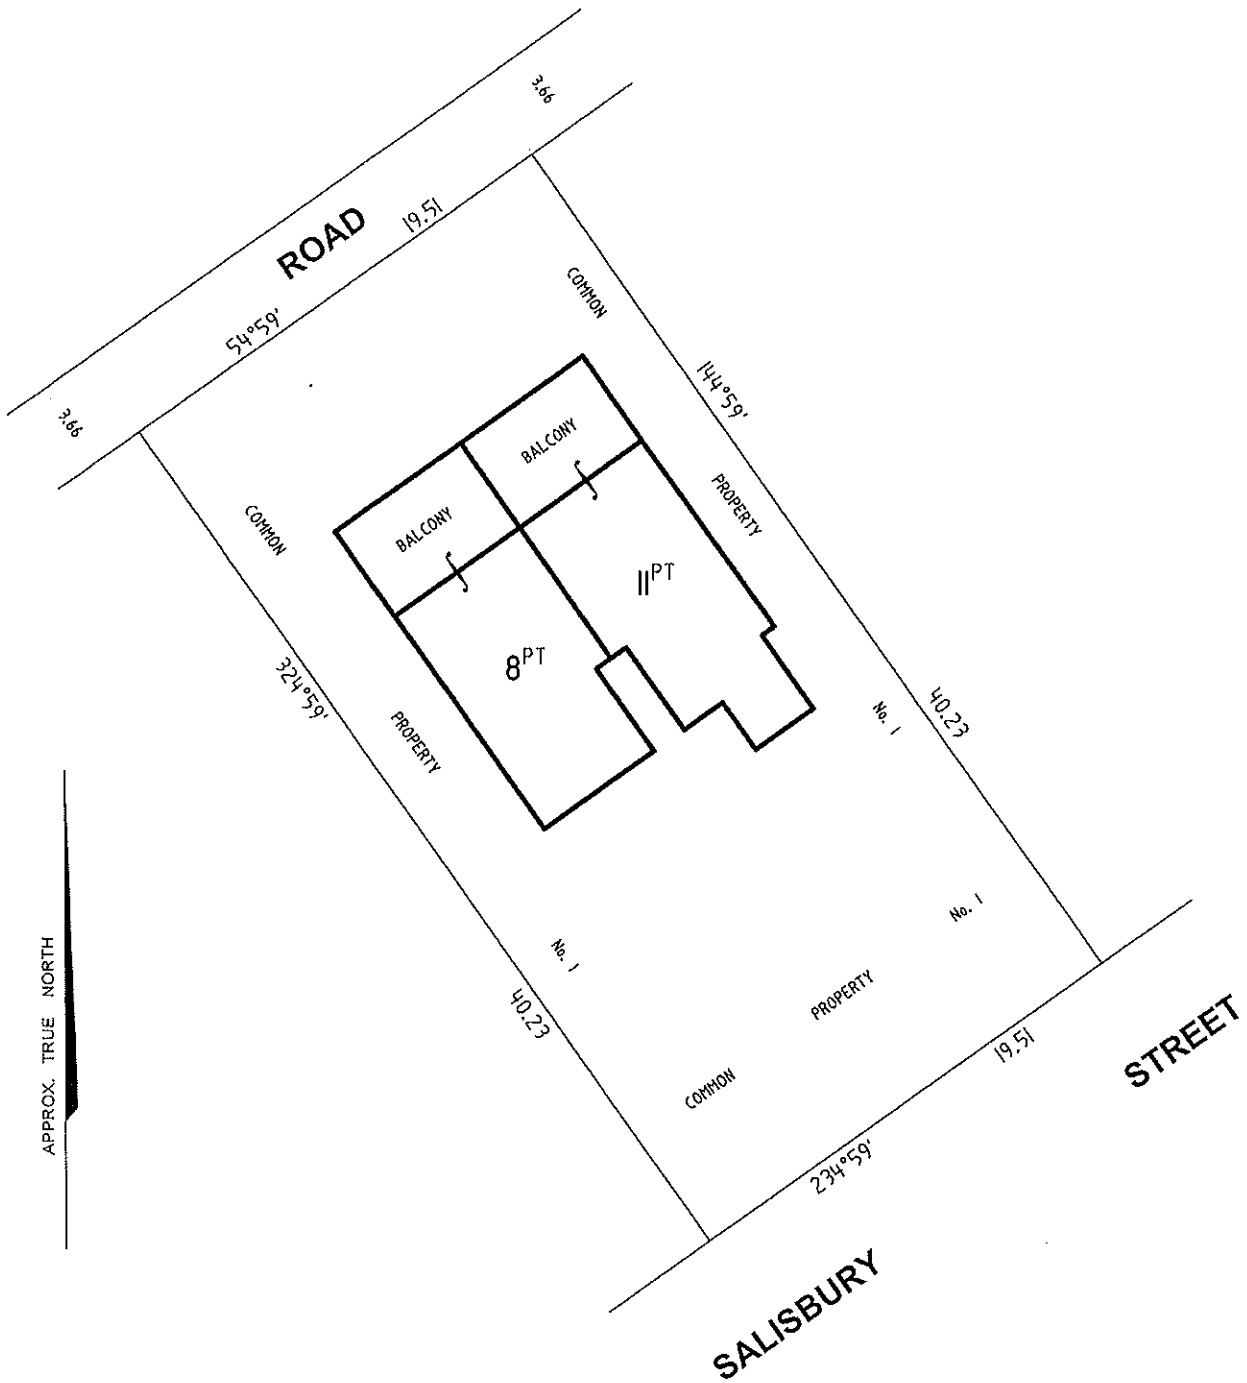 3.66
ROAD
19.51
54°59'
3.66
COMMON
144°59'
BALCONY
PROPERTY
COMMON
BALCONY
11PT
8PT
324°59'
PROPERTY
No. 1
40.23
No. 1
No. 1
40.23
PROPERTY
COMMON
19.51
234°59'
STREET
SALISBURY
APPROX. TRUE NORTH